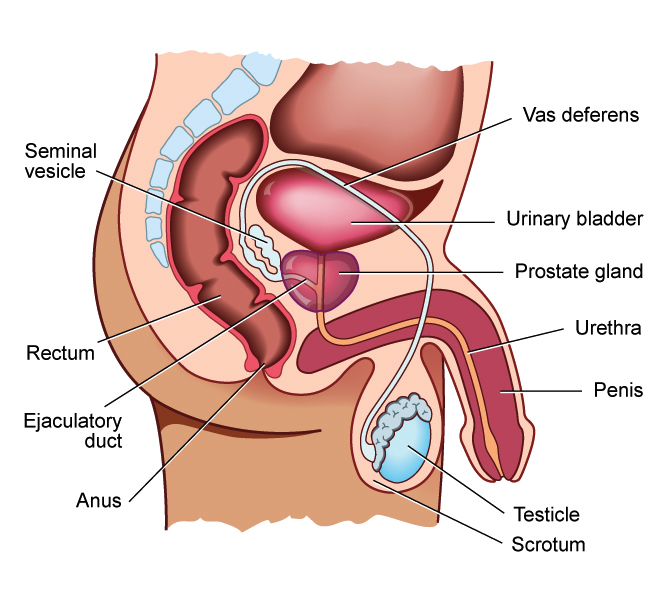 Vas deferens
Seminal
vesicle
Urinary bladder
Prostate gland
Urethra
Rectum
Penis
Ejaculatory
duct
Anus
Testicle
Scrotum